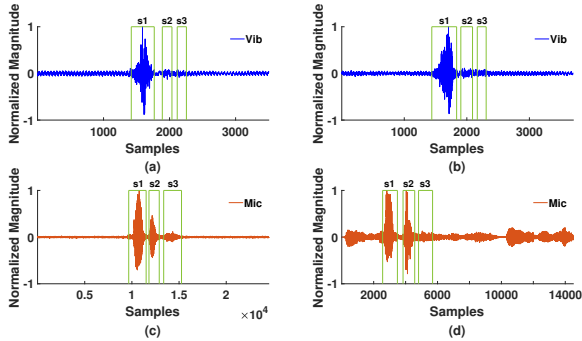 s1 s2 s3
Vib
Normalized Magnitude
1
0
-1
1000 2000 3000
Samples
(a)
s1 s2 s3
Vib
Normalized Magnitude
1
0
-1
1000 2000 3000
Samples
(b)
s1 s2 s3
Mic
Normalized Magnitude
1
0
-1
0.5 1 1.5 2
×10^4
Samples
(c)
s1 s2 s3
Mic
Normalized Magnitude
1
0
-1
2000 6000 10000 14000
Samples
(d)